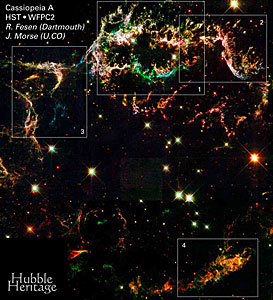 Cassiopeia A
HST • WFPC2
R. Fesen (Dartmouth)
J. Morse (U.CO)
2
1
3
4
Hubble
Heritage